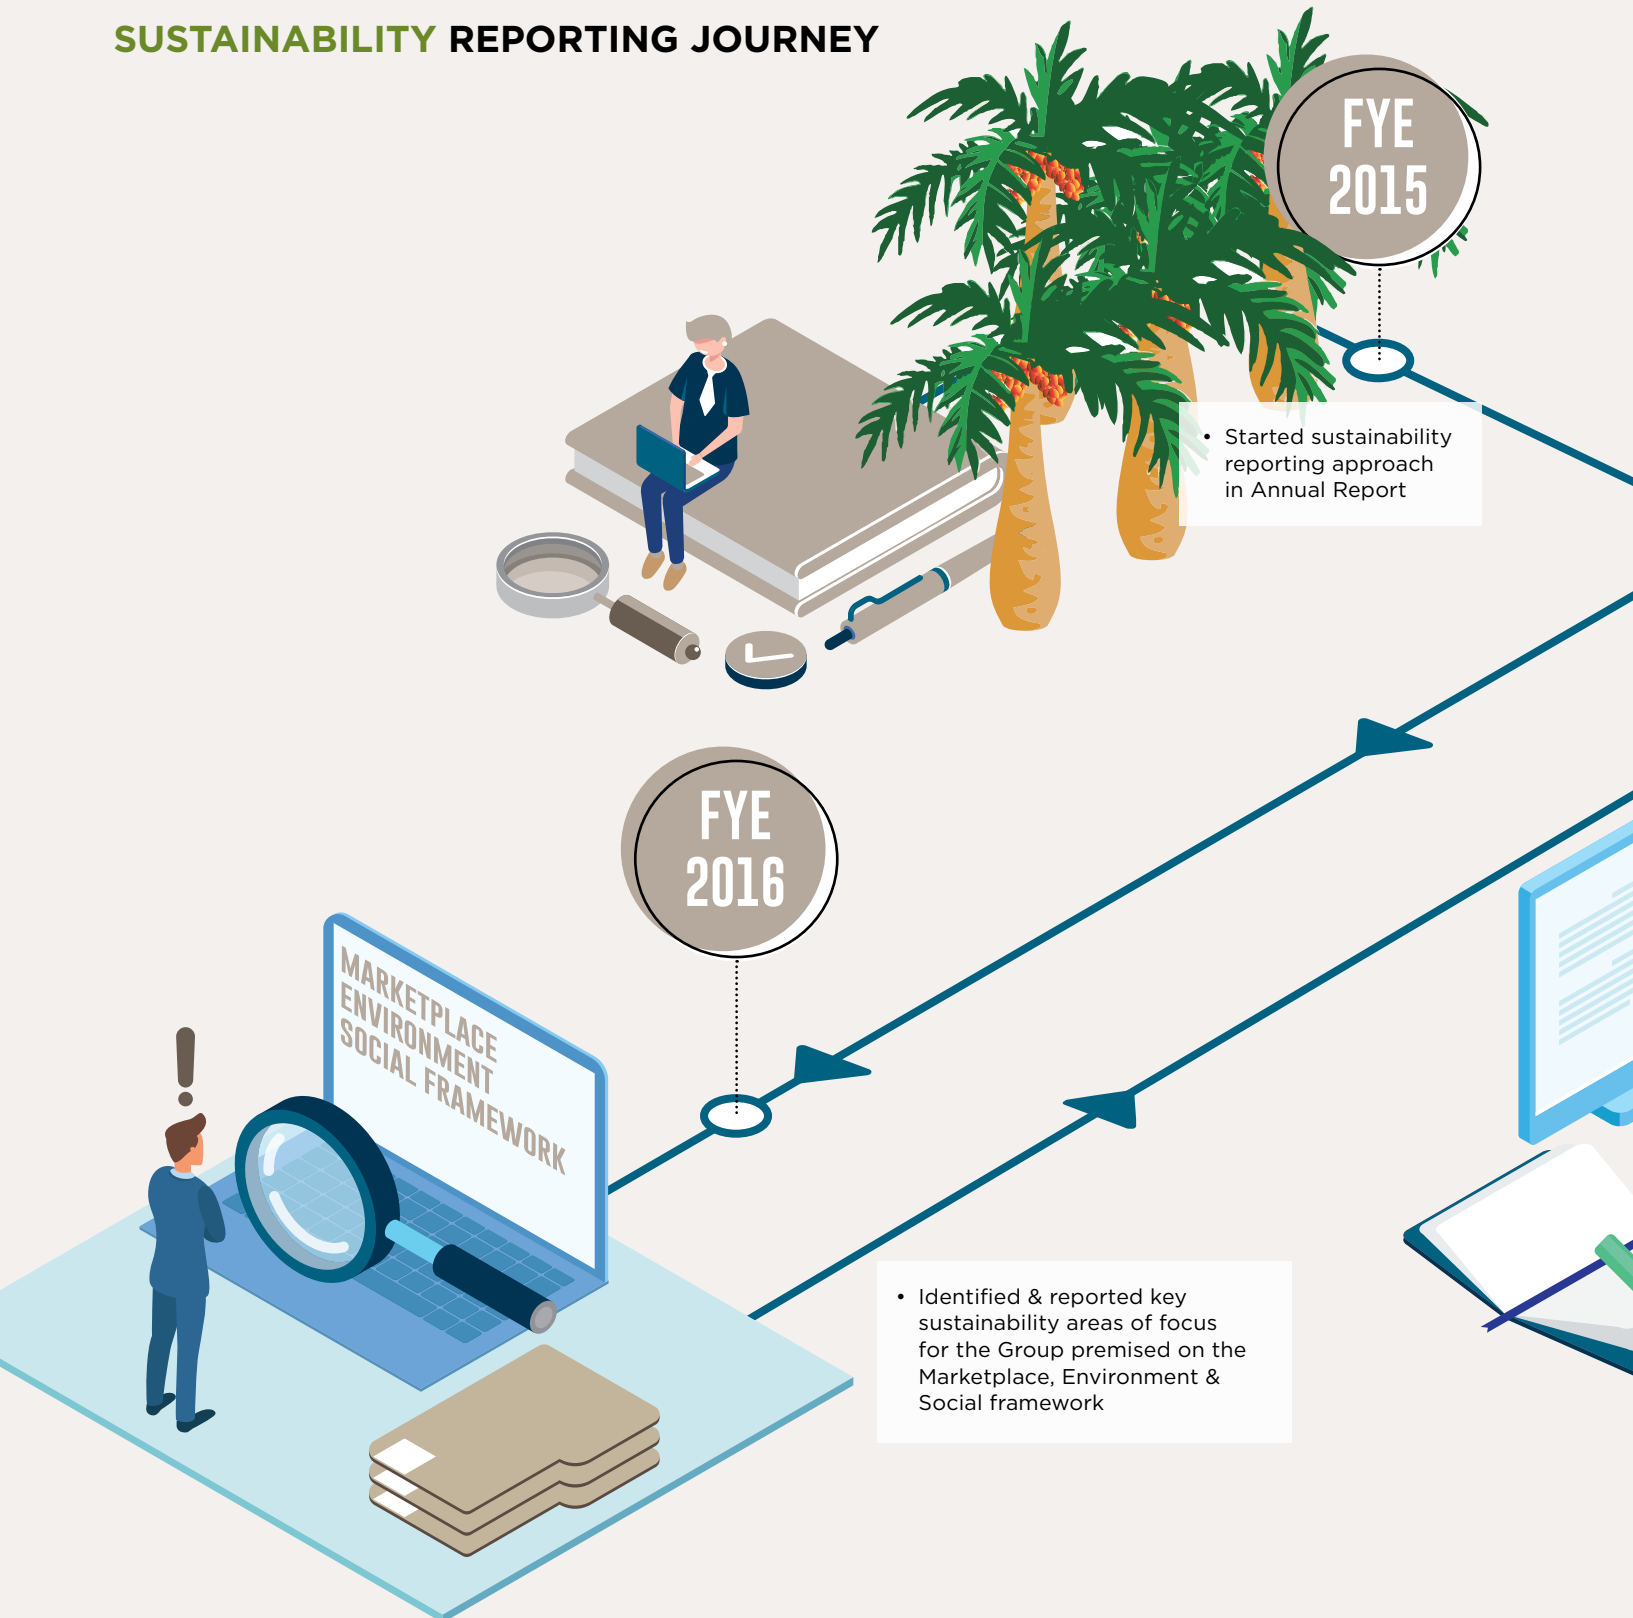 SUSTAINABILITY REPORTING JOURNEY
FYE
2015
• Started sustainability
reporting approach
in Annual Report
FYE
2016
MARKETPLACE
ENVIRONMENT
SOCIAL FRAMEWORK
• Identified & reported key
sustainability areas of focus
for the Group premised on the
Marketplace, Environment &
Social framework